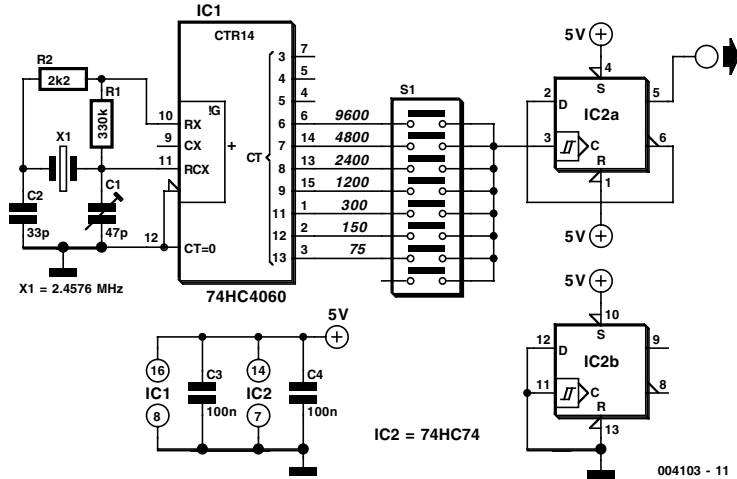 IC1
CTR14
R2
2k2
R1
330k
X1
C2
33p
C1
47p
X1 = 2.4576 MHz
10
9
11
12
!G
RX
CX
RCX
+
CT=0
CT
3
4
5
6
7
8
9
11
12
13
7
5
4
6
14
13
15
1
2
3
74HC4060
9600
4800
2400
1200
300
150
75
S1
5V
4
S
2
D
IC2a
5
3
C
6
R
1
5V
5V
10
S
12
D
IC2b
9
11
C
8
R
13
5V
16
IC1
8
C3
100n
14
IC2
7
C4
100n
IC2 = 74HC74
004103 - 11